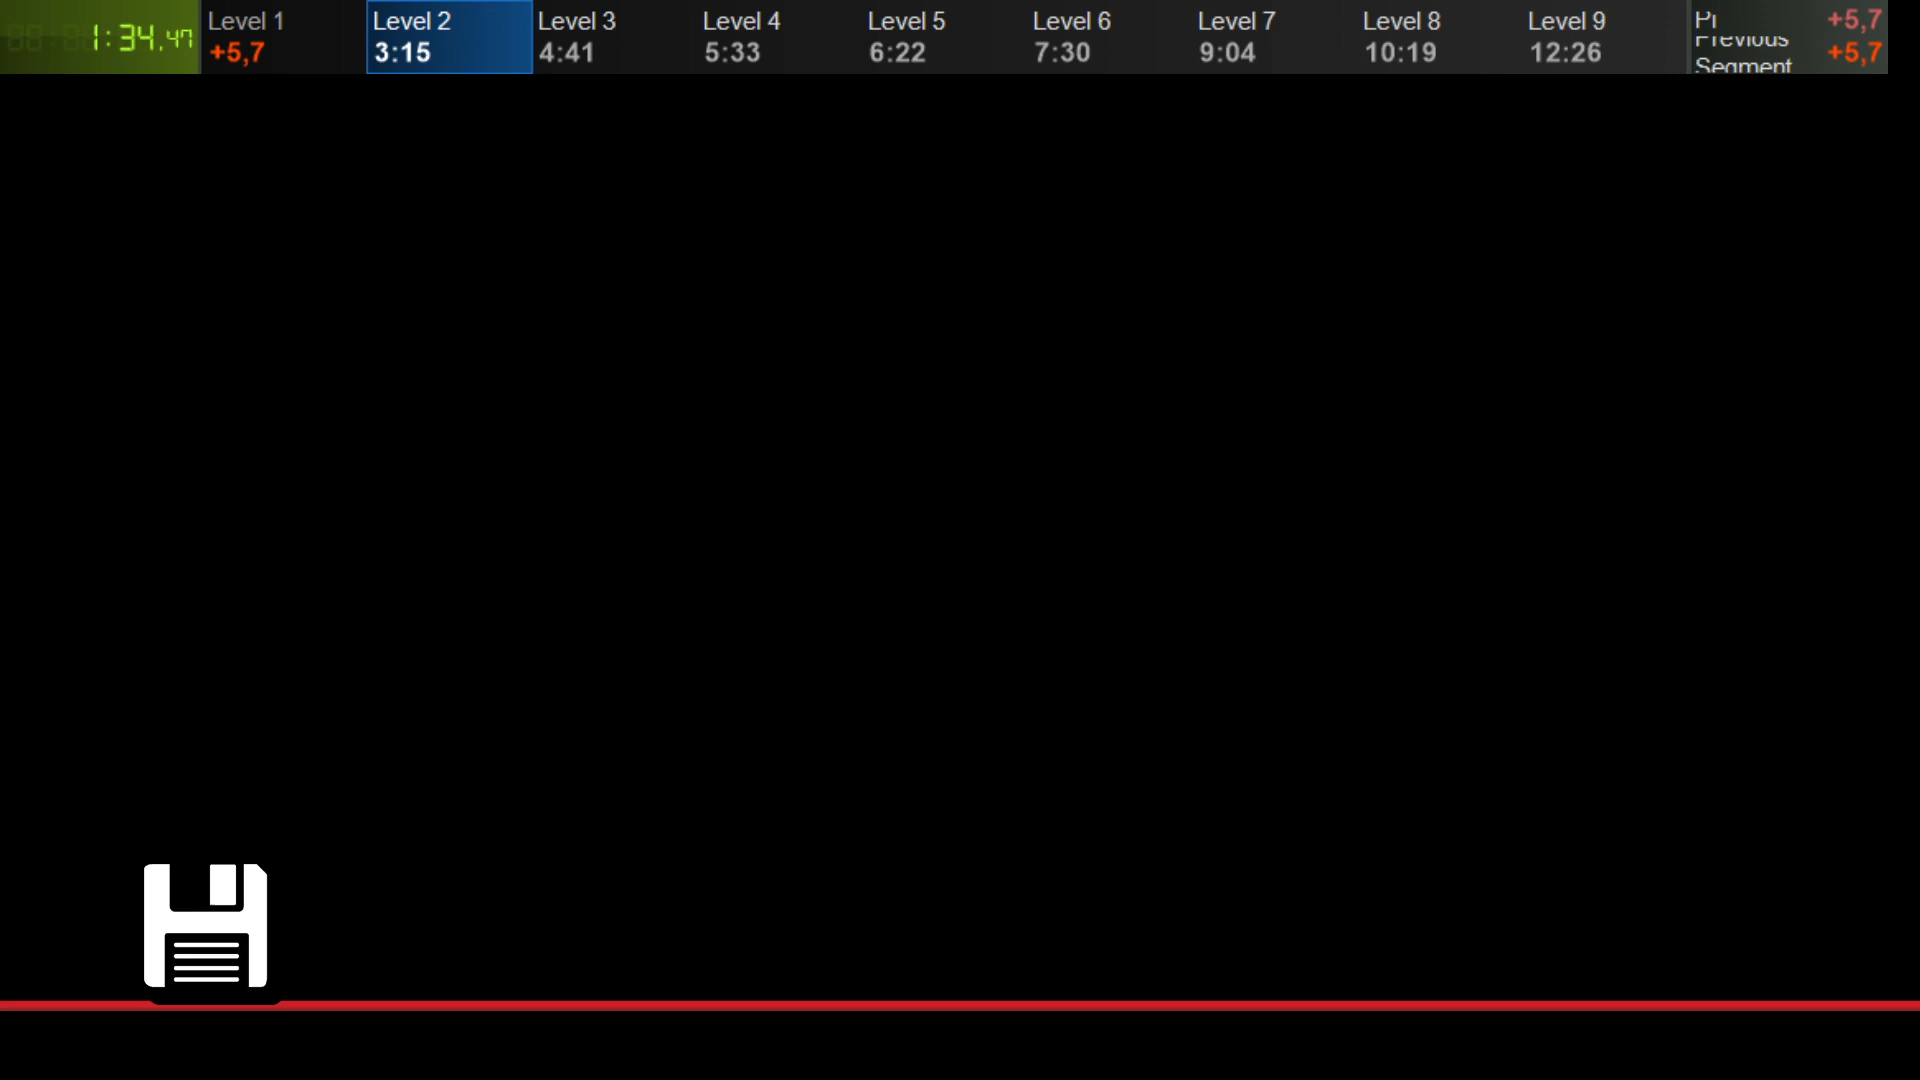 1:34.47
Level 1
+5,7
Level 2
3:15
Level 3
4:41
Level 4
5:33
Level 5
6:22
Level 6
7:30
Level 7
9:04
Level 8
10:19
Level 9
12:26
+5,7
Previous +5,7
Segment